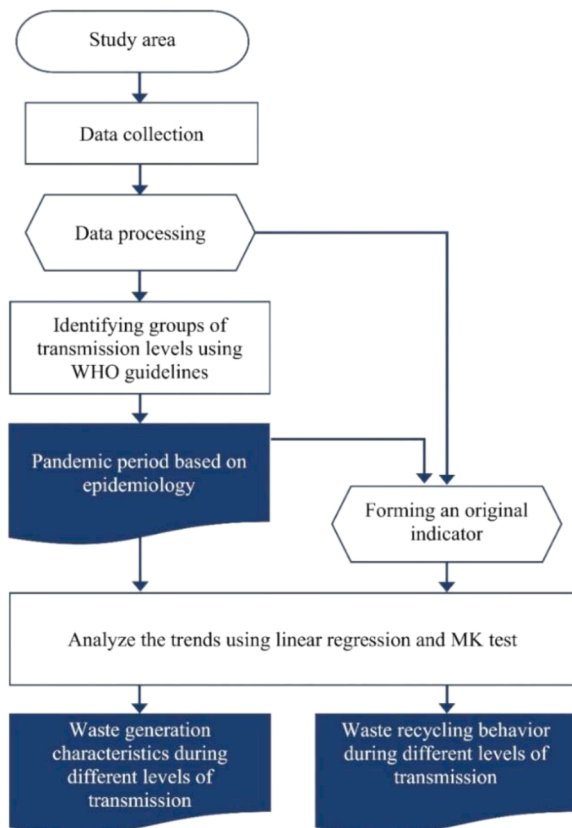 Study area
Data collection
Data processing
Identifying groups of
transmission levels using
WHO guidelines
Pandemic period based on
epidemiology
Forming an original
indicator
Analyze the trends using linear regression and MK test
Waste generation
characteristics during
different levels of
transmission
Waste recycling behavior
during different levels of
transmission